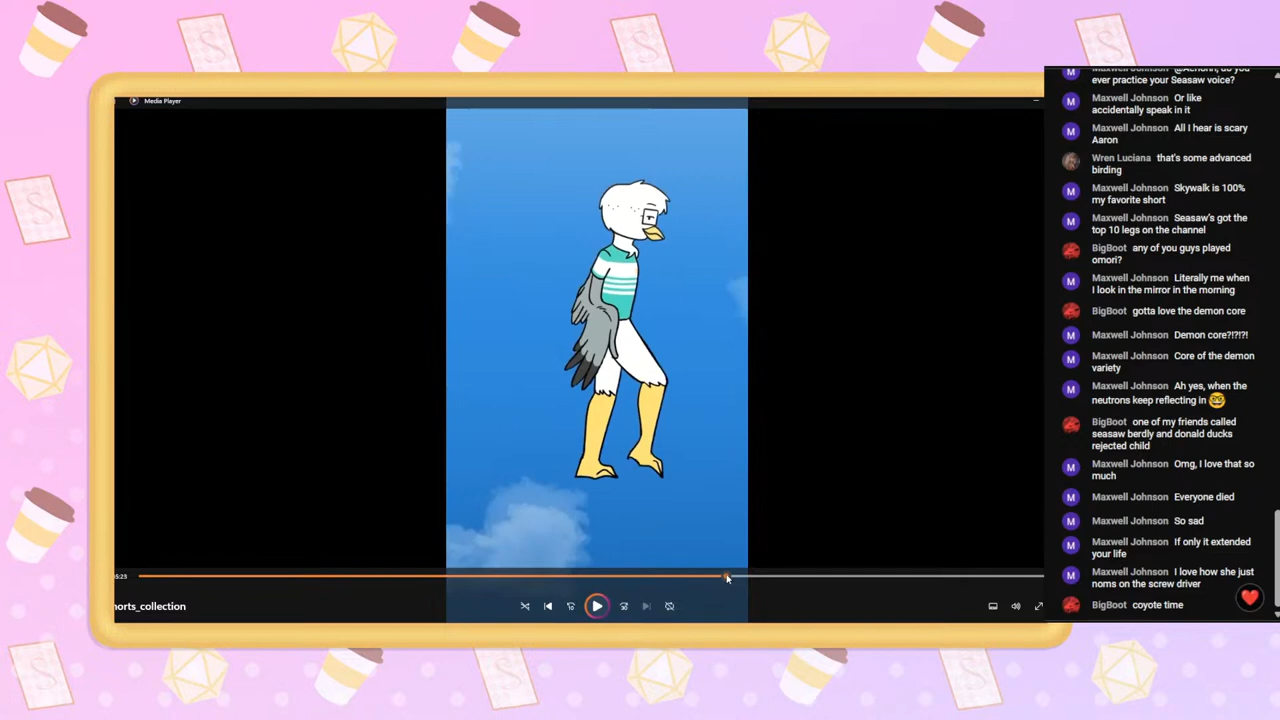 Media Player
5:23
horts_collection
ever practice your Seasaw voice?
Maxwell Johnson Or like
accidentally speak in it
Maxwell Johnson All I hear is scary
Aaron
Wren Luciana that's some advanced
birding
Maxwell Johnson Skywalk is 100%
my favorite short
Maxwell Johnson Seasaw's got the
top 10 legs on the channel
BigBoot any of you guys played
omori?
Maxwell Johnson Literally me when
I look in the mirror in the morning
BigBoot gotta love the demon core
Maxwell Johnson Demon core?!?!?!
Maxwell Johnson Core of the demon
variety
Maxwell Johnson Ah yes, when the
neutrons keep reflecting in 🤓
BigBoot one of my friends called
seasaw berdly and donald ducks
rejected child
Maxwell Johnson Omg, I love that so
much
Maxwell Johnson Everyone died
Maxwell Johnson So sad
Maxwell Johnson If only it extended
your life
Maxwell Johnson I love how she just
noms on the screw driver
BigBoot coyote time